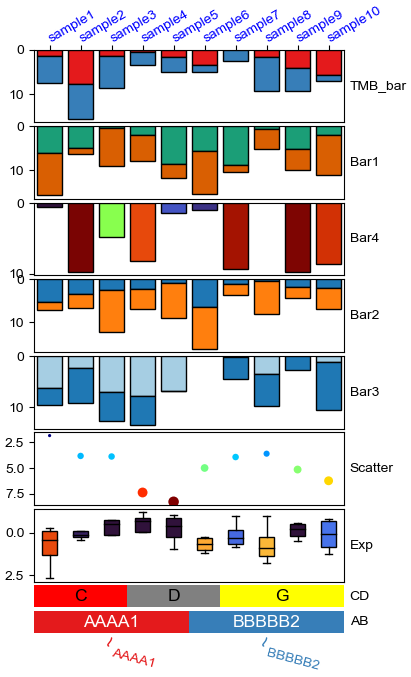 sample1 sample2 sample3 sample4 sample5 sample6 sample7 sample8 sample9 sample10
0
10
TMB_bar
0
10
Bar1
0
10
Bar4
0
10
Bar2
0
10
Bar3
2.5
5.0
7.5
Scatter
0.0
2.5
Exp
C D G CD
AAAA1 BBBBB2 AB
AAAA1 BBBBB2